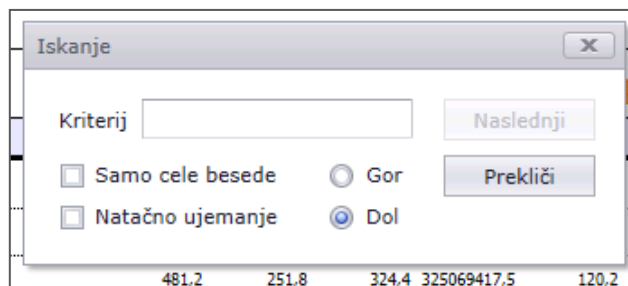 Iskanje
Kriterij
Naslednji
Samo cele besede
Gor
Prekliči
Natačno ujemanje
Dol
481,2 251,8 324,4 325069417,5 120,2